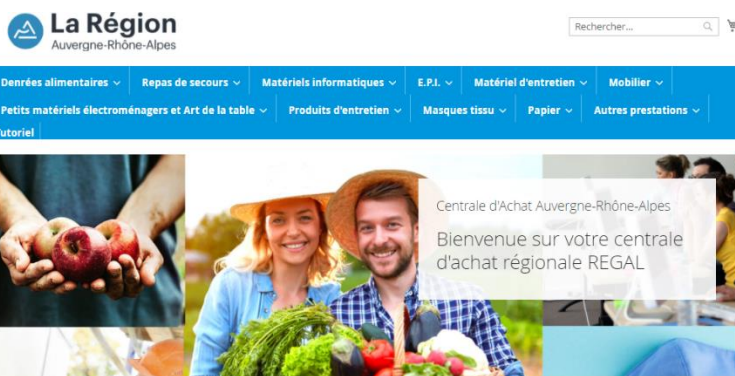 La Région
Auvergne-Rhône-Alpes
Rechercher...
Denrées alimentaires
Repas de secours
Matériels informatiques
E.P.I.
Matériel d'entretien
Mobilier
Petits matériels électroménagers et Art de la table
Produits d'entretien
Masques tissu
Papier
Autres prestations
utoriel
Centrale d'Achat Auvergne-Rhône-Alpes
Bienvenue sur votre centrale
d'achat régionale REGAL